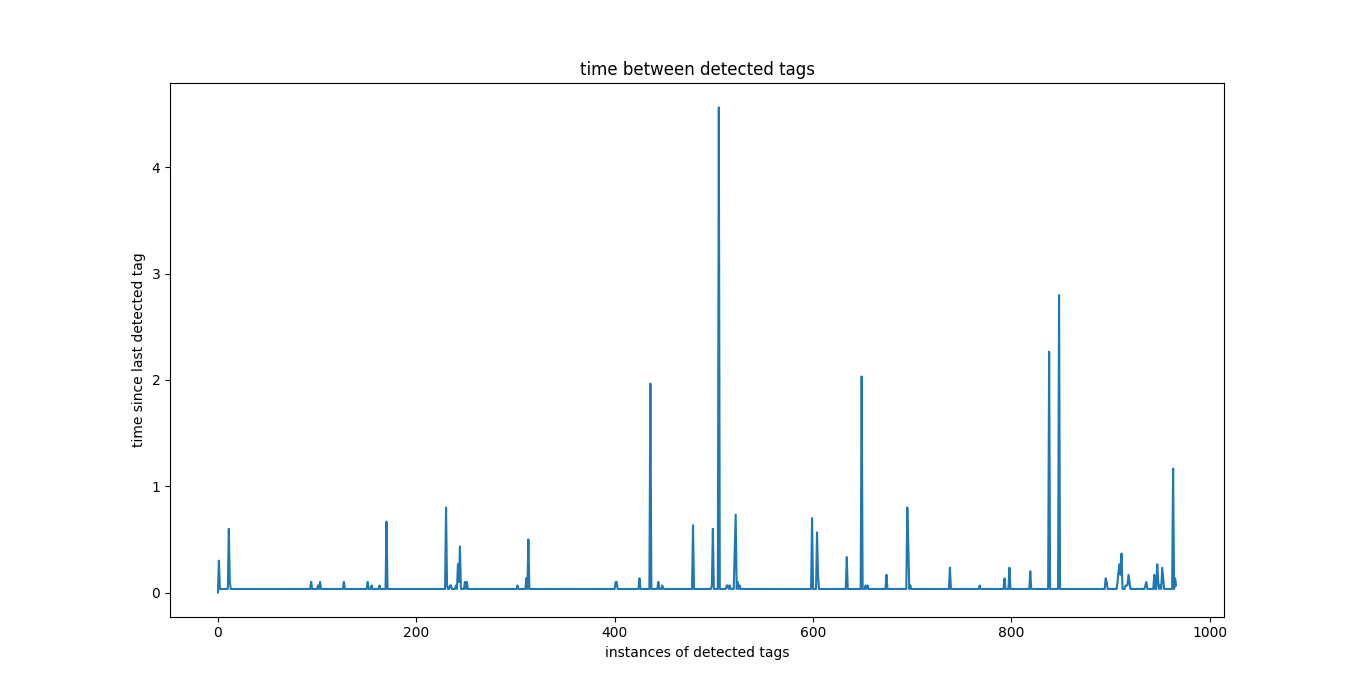 time between detected tags
time since last detected tag
4
3
2
1
0
0 200 400 600 800 1000
instances of detected tags